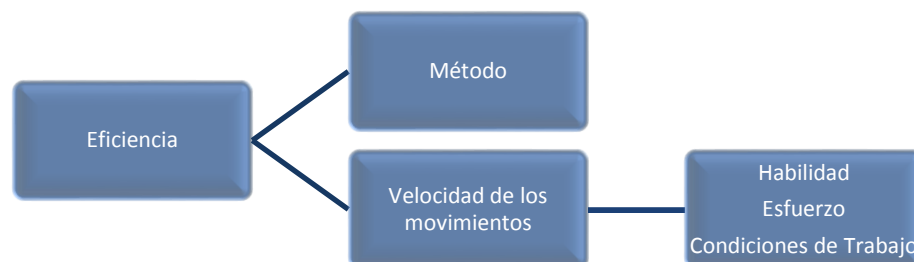 Eficiencia
Método
Velocidad de los
movimientos
Habilidad
Esfuerzo
Condiciones de Trabajo